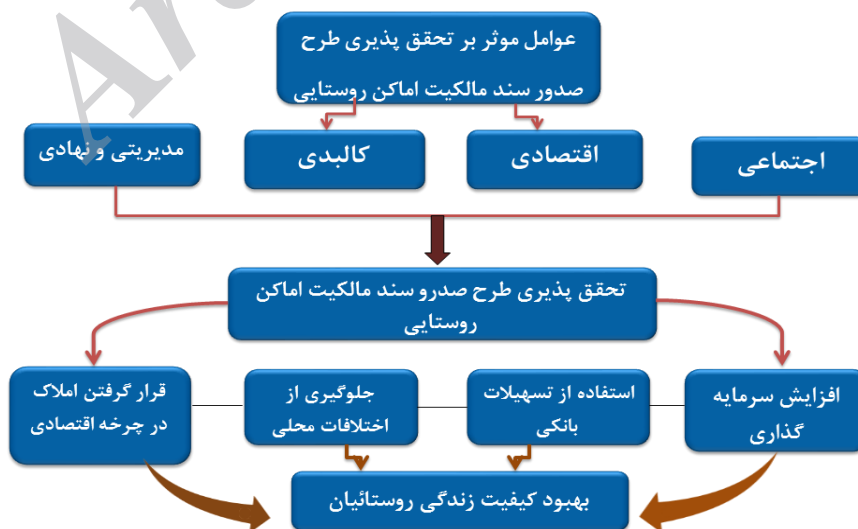 عوامل موثر بر تحقق پذیری طرح
صدور سند مالکیت اماکن روستایی
اجتماعی
اقتصادی
کالبدی
مدیریتی و نهادی
تحقق پذیری طرح صدرو سند مالکیت اماکن
روستایی
افزایش سرمایه
گذاری
استفاده از تسهیلات
بانکی
جلوگیری از
اختلافات محلی
قرار گرفتن املاک
در چرخه اقتصادی
بهبود کیفیت زندگی روستائیان